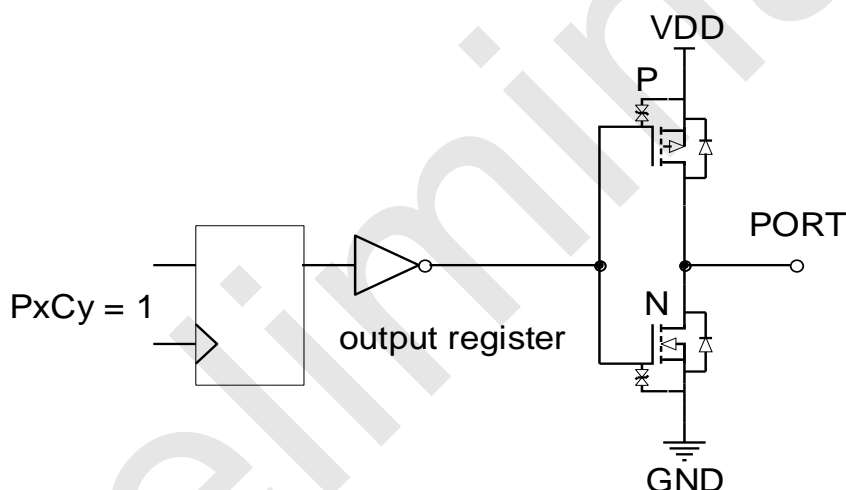 VDD
P
PORT
PxCy = 1
N
output register
GND